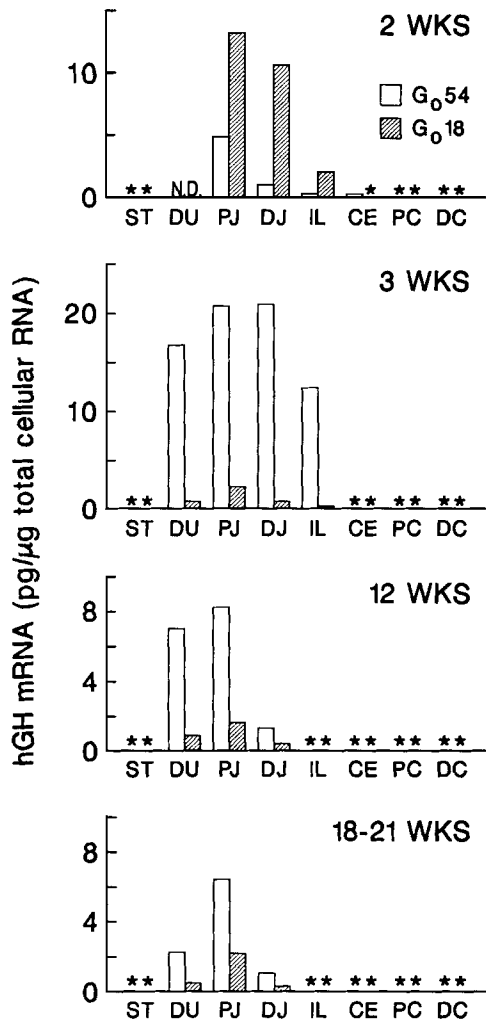 hGH mRNA (pg/µg total cellular RNA)
2 WKS
Go54
Go18
10
0
** N.D. * ** **
ST DU PJ DJ IL CE PC DC
3 WKS
20
10
0
** ** ** **
ST DU PJ DJ IL CE PC DC
12 WKS
8
4
0
** ** ** ** **
ST DU PJ DJ IL CE PC DC
18-21 WKS
8
4
0
** ** ** ** **
ST DU PJ DJ IL CE PC DC